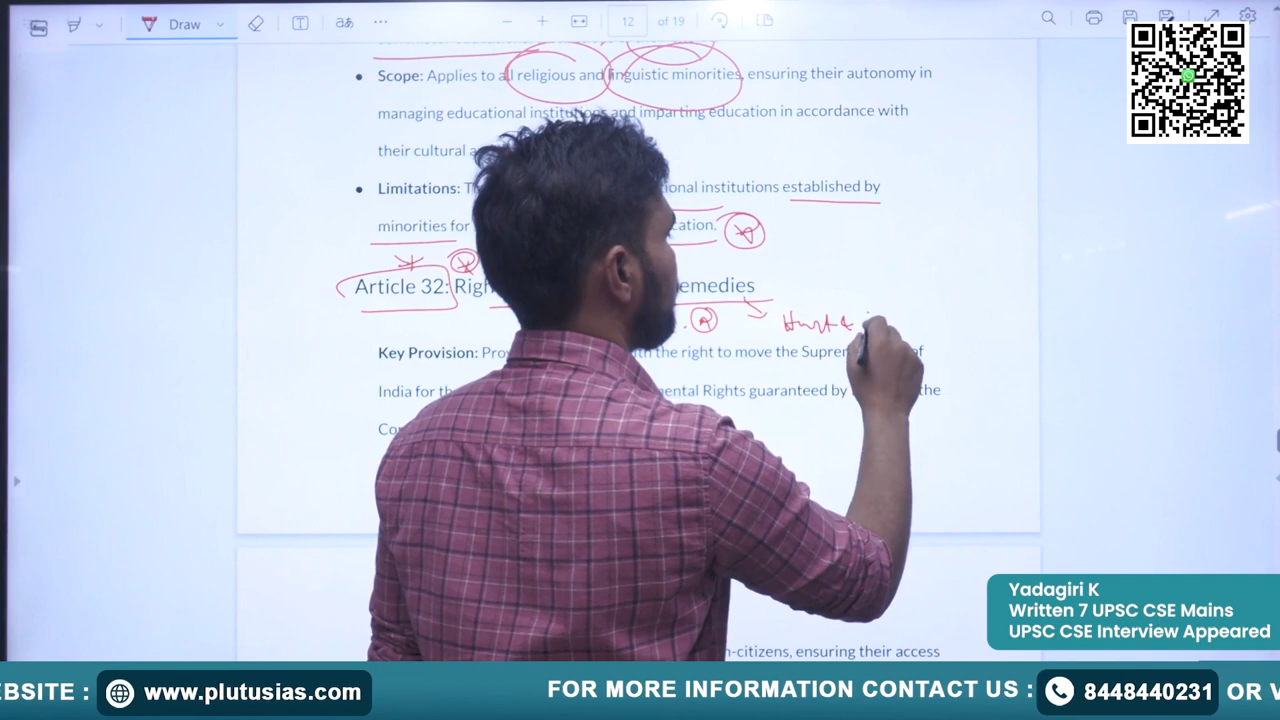 Draw
aあ
12 of 19
Scope: Applies to all religious and linguistic minorities, ensuring their autonomy in
managing educational institutions and imparting education in accordance with
their cultural
Limitations: ional institutions established by
minorities for cation.
Article 32: Righ emedies
Key Provision: Pro the right to move the Suprem of
India for th ental Rights guaranteed by the
Con
n-citizens, ensuring their access
Yadagiri K
Written 7 UPSC CSE Mains
UPSC CSE Interview Appeared
EBSITE : www.plutusias.com FOR MORE INFORMATION CONTACT US : 8448440231 OR V